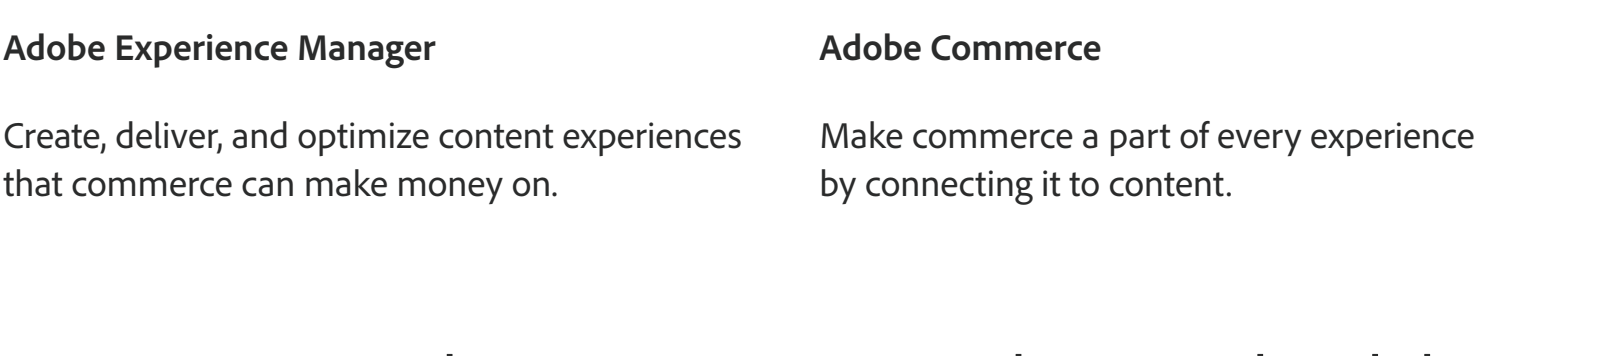 Adobe Experience Manager
Create, deliver, and optimize content experiences
that commerce can make money on.
Adobe Commerce
Make commerce a part of every experience
by connecting it to content.